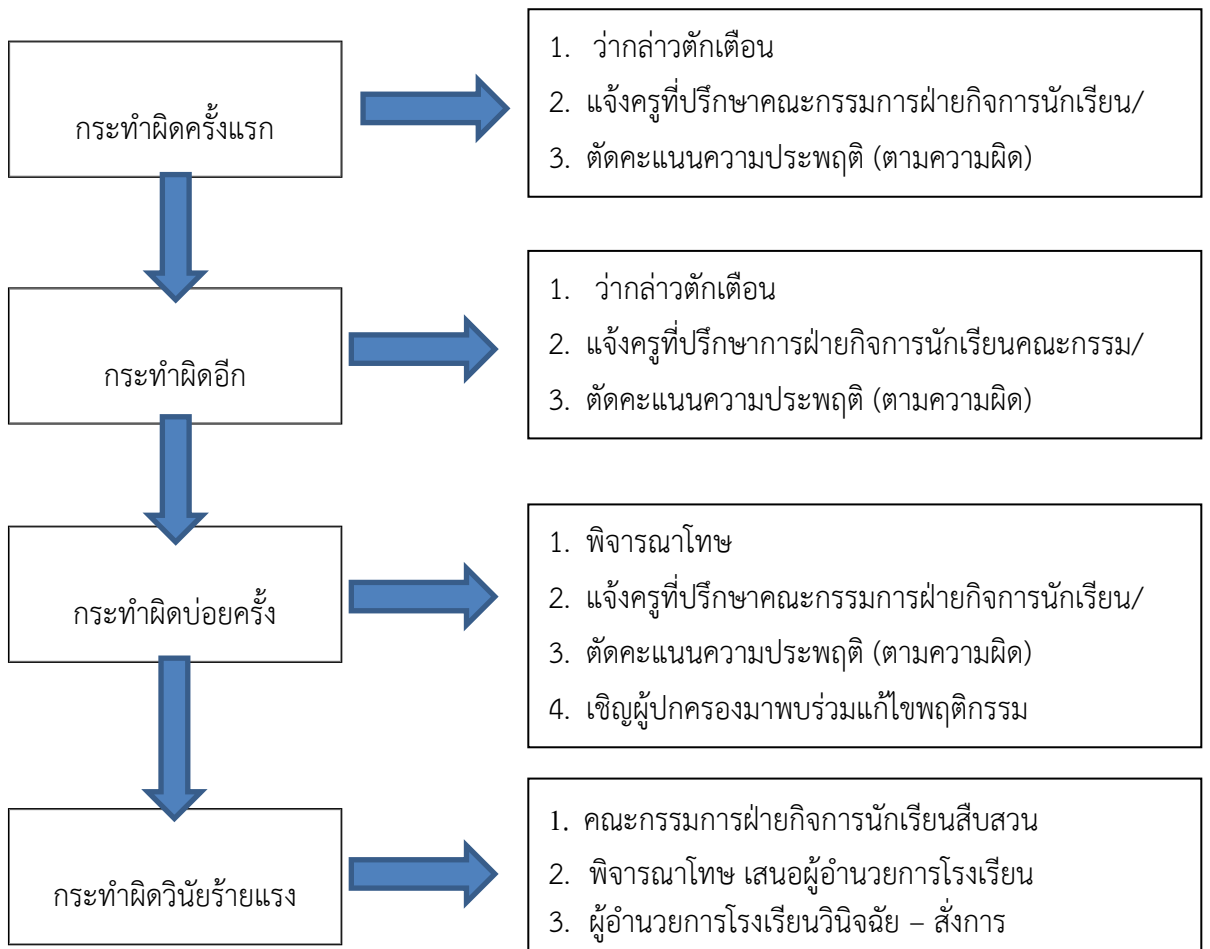 กระทำผิดครั้งแรก
1. ว่ากล่าวตักเตือน
2. แจ้งครูที่ปรึกษาคณะกรรมการฝ่ายกิจการนักเรียน/
3. ตัดคะแนนความประพฤติ (ตามความผิด)
กระทำผิดอีก
1. ว่ากล่าวตักเตือน
2. แจ้งครูที่ปรึกษาการฝ่ายกิจการนักเรียนคณะกรรม/
3. ตัดคะแนนความประพฤติ (ตามความผิด)
กระทำผิดบ่อยครั้ง
1. พิจารณาโทษ
2. แจ้งครูที่ปรึกษาคณะกรรมการฝ่ายกิจการนักเรียน/
3. ตัดคะแนนความประพฤติ (ตามความผิด)
4. เชิญผู้ปกครองมาพบร่วมแก้ไขพฤติกรรม
กระทำผิดวินัยร้ายแรง
1. คณะกรรมการฝ่ายกิจการนักเรียนสืบสวน
2. พิจารณาโทษ เสนอผู้อำนวยการโรงเรียน
3. ผู้อำนวยการโรงเรียนวินิจฉัย – สั่งการ